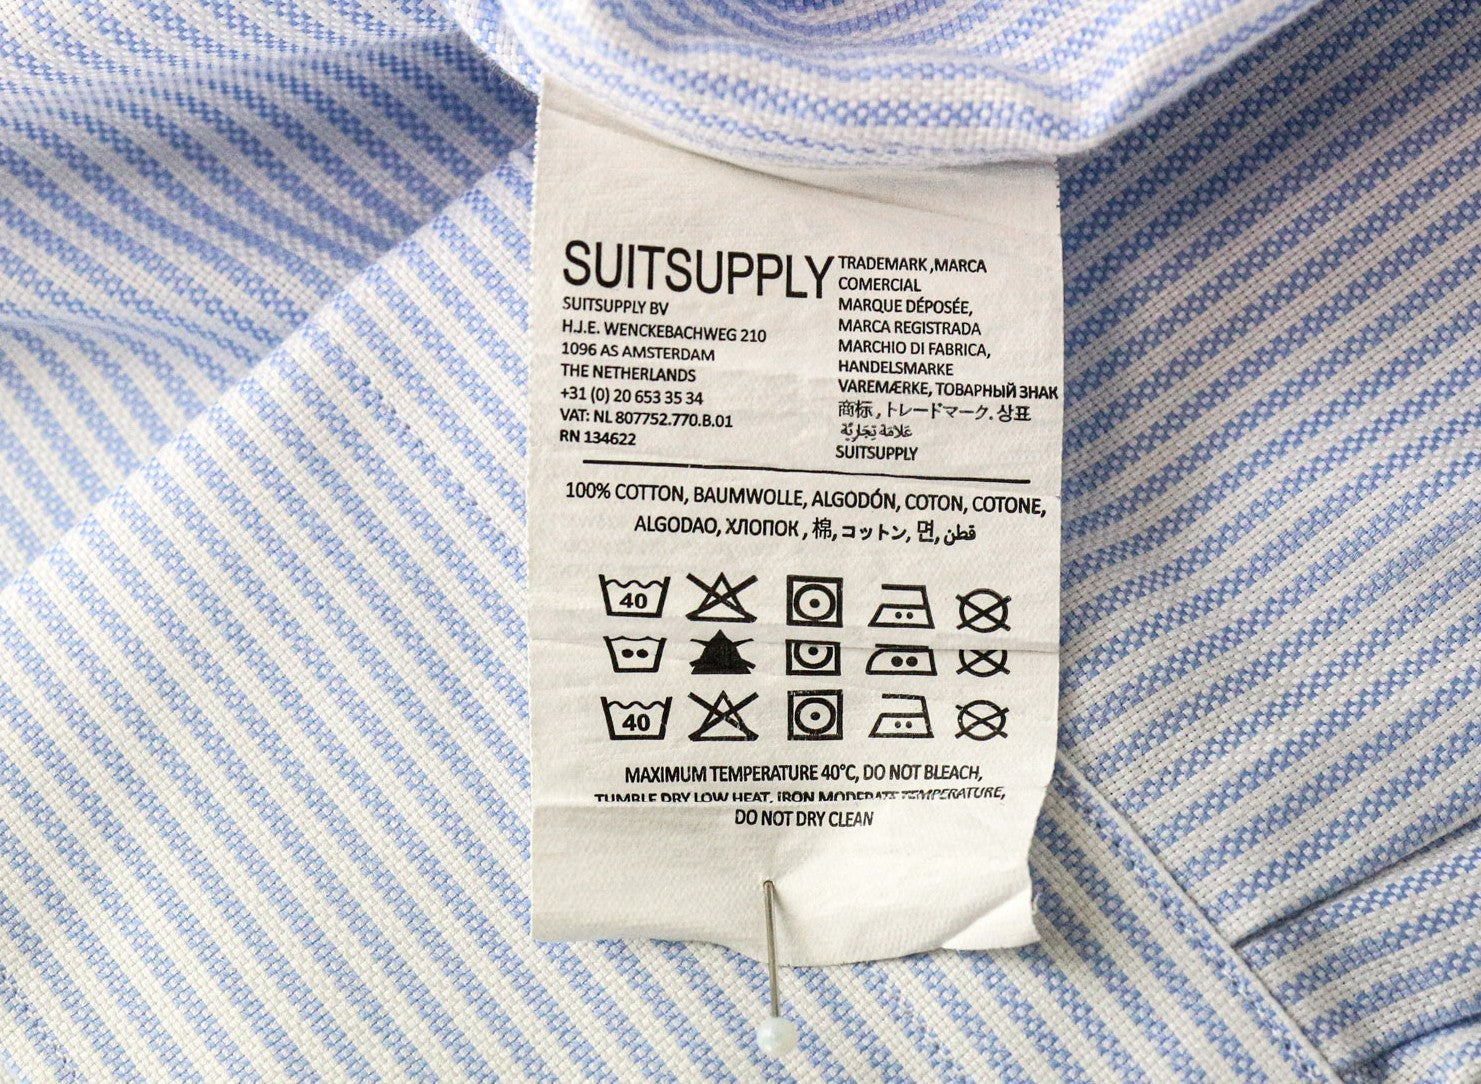 SUITSUPPLY
SUITSUPPLY BV
H.J.E. WENCKEBACHWEG 210
1096 AS AMSTERDAM
THE NETHERLANDS
+31 (0) 20 653 35 34
VAT: NL 807752.770.B.01
RN 134622
TRADEMARK ,MARCA
COMERCIAL
MARQUE DÉPOSÉE,
MARCA REGISTRADA
MARCHIO DI FABRICA,
HANDELSMARKE
VAREMÆRKE, ТОВАРНЫЙ ЗНАК
商标 , トレードマーク. 상표
عَلامَة تِجَارِيَّة
SUITSUPPLY
100% COTTON, BAUMWOLLE, ALGODÓN, COTON, COTONE,
ALGODAO, ХЛОПОК , 棉, コットン, 면, قطن
40
40
MAXIMUM TEMPERATURE 40°C, DO NOT BLEACH,
TUMBLE DRY LOW HEAT, IRON MODERATE TEMPERATURE,
DO NOT DRY CLEAN